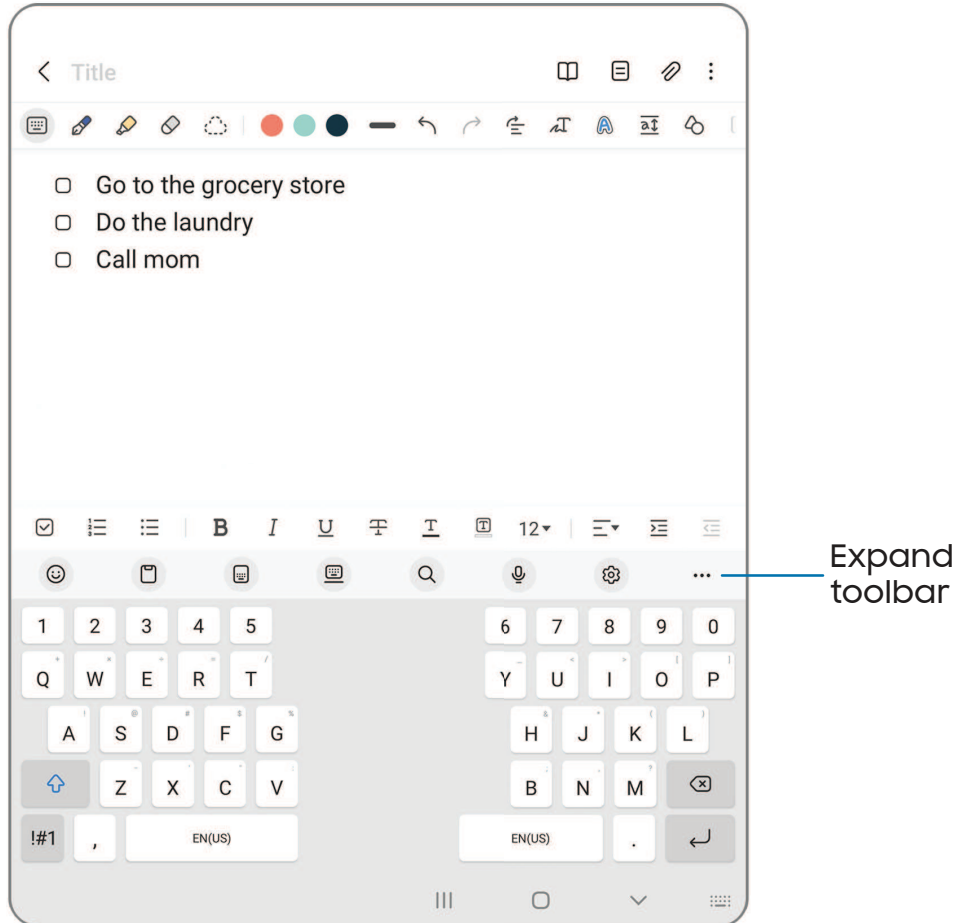 Title
Go to the grocery store
Do the laundry
Call mom
B I U T T T 12
Expand
toolbar
1 2 3 4 5 6 7 8 9 0
Q W E R T Y U I O P
A S D F G H J K L
Z X C V B N M
!#1 , EN(US) EN(US) .